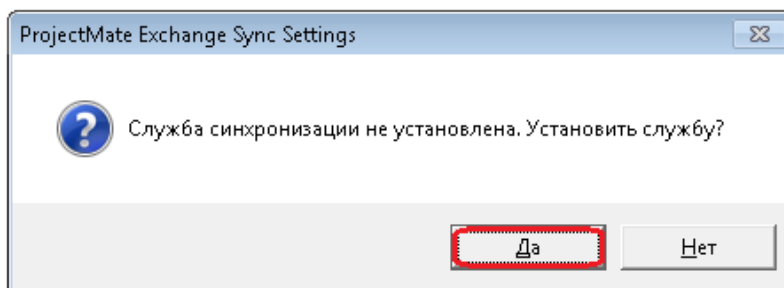 ProjectMate Exchange Sync Settings
Служба синхронизации не установлена. Установить службу?
Да
Нет